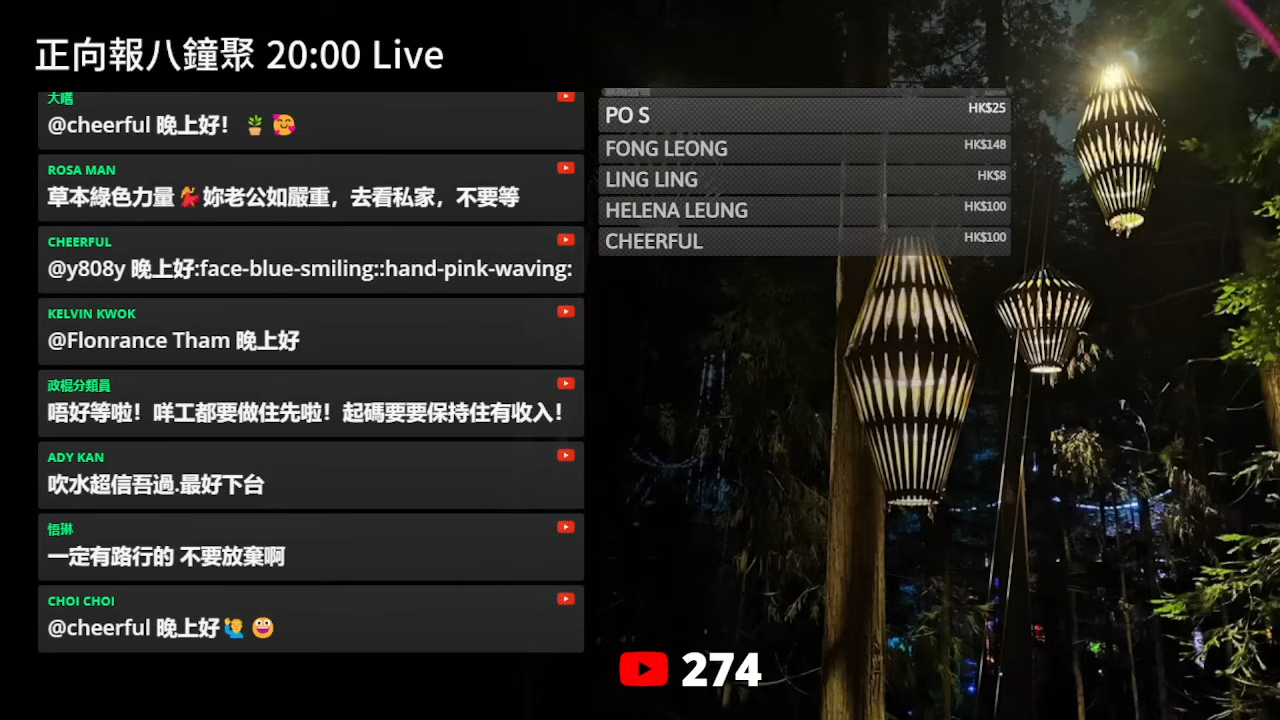 正向報八鐘聚 20:00 Live
大嚿
@cheerful 晚上好！ 🪴 🥰
ROSA MAN
草本綠色力量💃妳老公如嚴重，去看私家，不要等
CHEERFUL
@y808y 晚上好:face-blue-smiling::hand-pink-waving:
KELVIN KWOK
@Flonrance Tham 晚上好
政棍分類員
唔好等啦！咩工都要做住先啦！起碼要要保持住有收入！
ADY KAN
吹水超信吾過.最好下台
悟琳
一定有路行的 不要放棄啊
CHOI CHOI
@cheerful 晚上好🙋‍♂️ 😀
PO S HK$25
FONG LEONG HK$148
LING LING HK$8
HELENA LEUNG HK$100
CHEERFUL HK$100
274